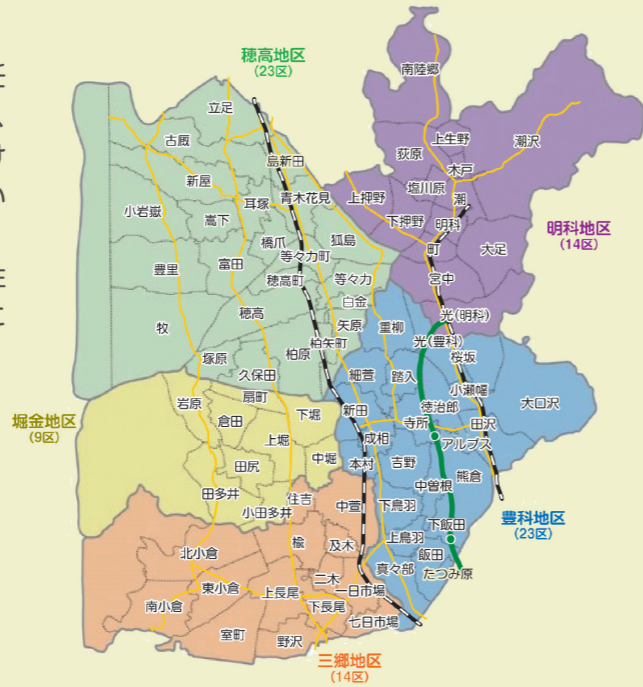 穂高地区
(23区)
立足
古厩
島新田
新屋
耳塚
青木花見
小岩嶽
嵩下
橋爪
狐島
等々力町
豊里
富田
穂高町
等々力
白金
牧
穂高
矢原
柏矢町
塚原
柏原
久保田
南陸郷
上生野
潮沢
荻原
木戸
塩川原
潮
上押野
下押野
明科
町
大足
宮中
光(明科)
明科地区
(14区)
重柳
光(豊科)
桜坂
細萱
踏入
小瀬幅
大口沢
新田
徳治郎
寺所
田沢
成相
アルプス
本村
吉野
熊倉
中曽根
下鳥羽
下飯田
上鳥羽
飯田
真々部
たつみ原
豊科地区
(23区)
堀金地区
(9区)
岩原
扇町
倉田
下堀
上堀
田尻
中堀
田多井
小田多井
住吉
中萱
楡
及木
北小倉
二木
東小倉
上長尾
一日市場
南小倉
下長尾
七日市場
室町
野沢
三郷地区
(14区)